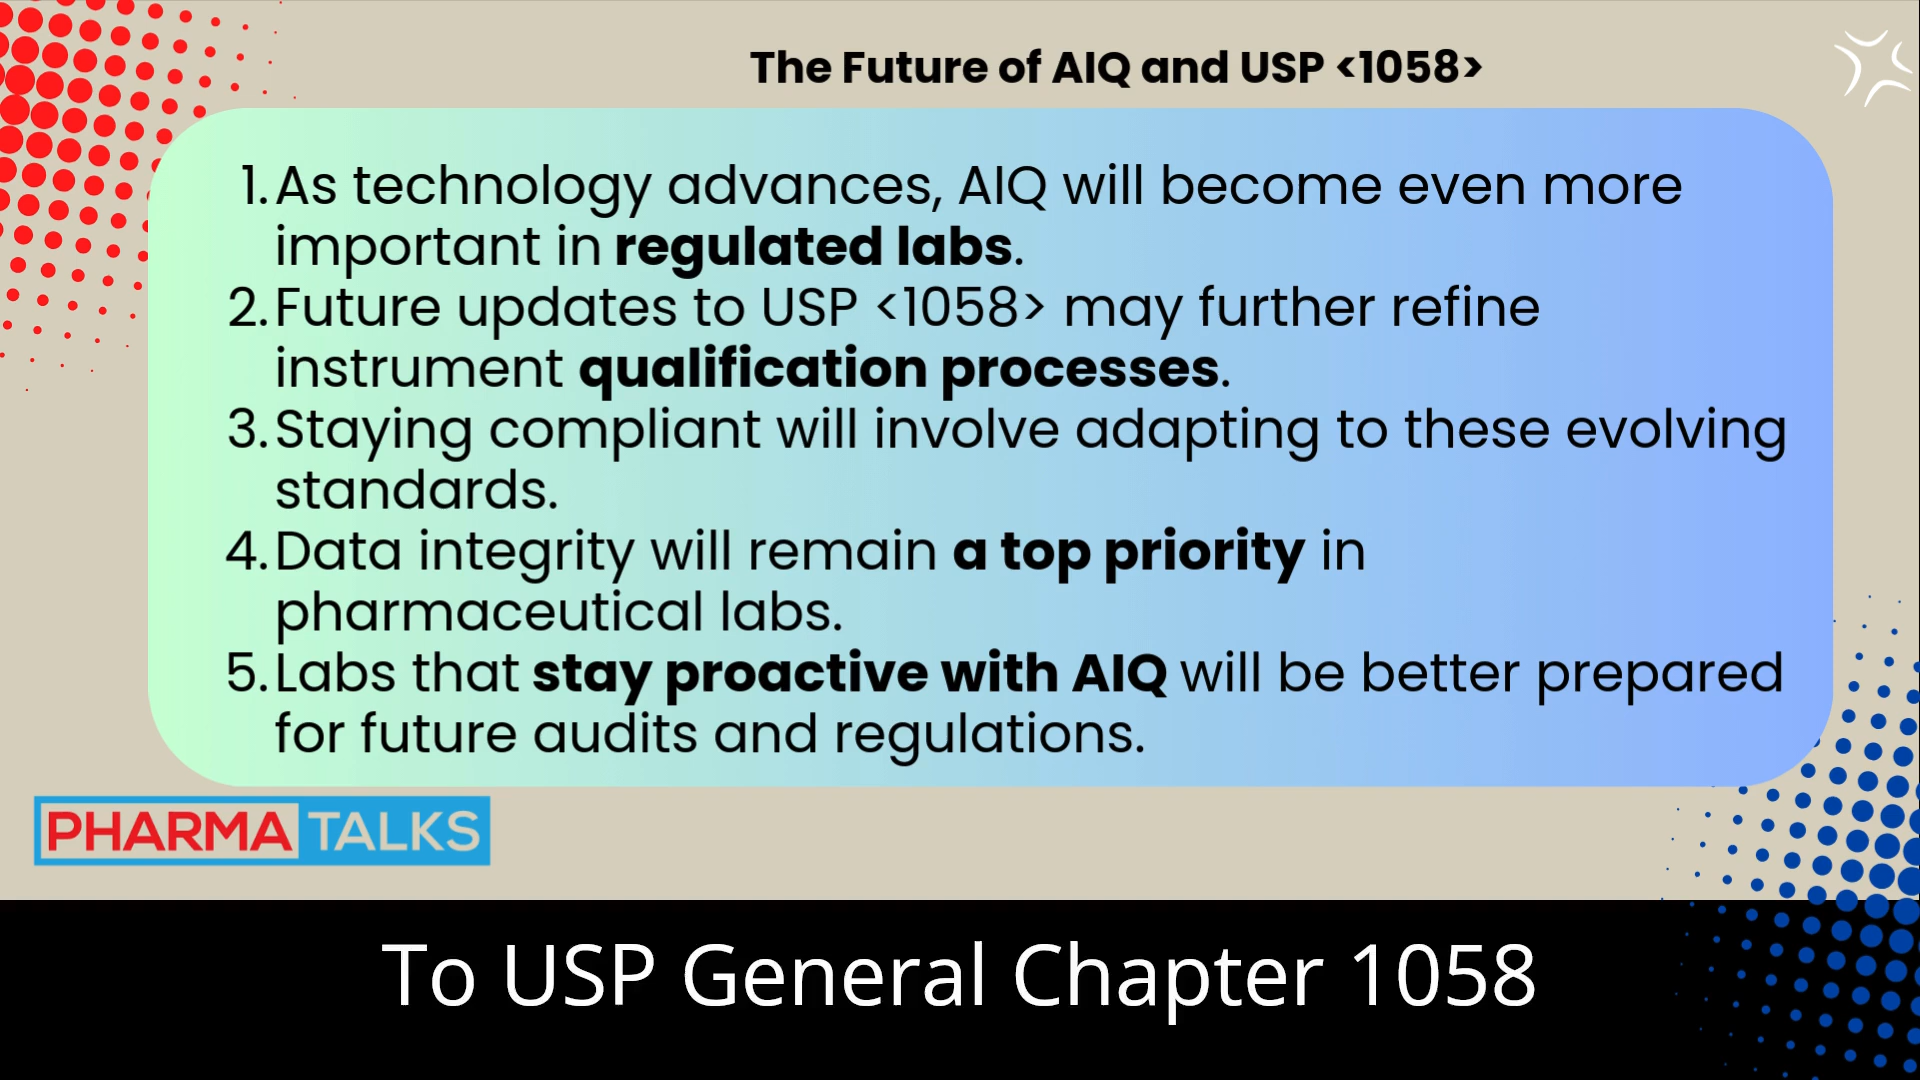 The Future of AIQ and USP <1058>
1. As technology advances, AIQ will become even more
important in regulated labs.
2. Future updates to USP <1058> may further refine
instrument qualification processes.
3. Staying compliant will involve adapting to these evolving
standards.
4. Data integrity will remain a top priority in
pharmaceutical labs.
5. Labs that stay proactive with AIQ will be better prepared
for future audits and regulations.
PHARMA TALKS
To USP General Chapter 1058